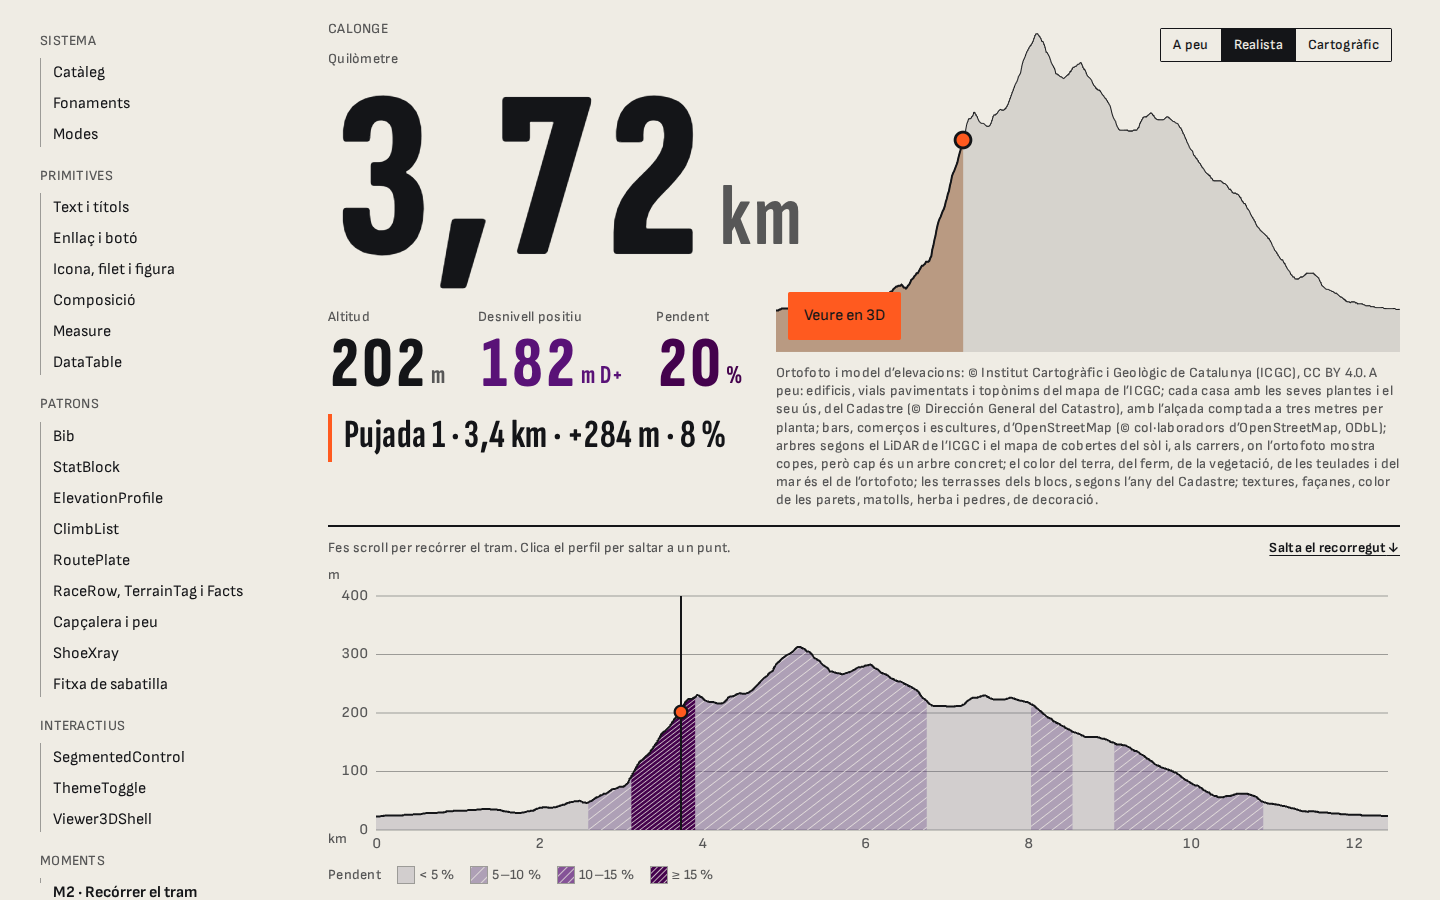 SISTEMA
Catàleg
Fonaments
Modes
PRIMITIVES
Text i títols
Enllaç i botó
Icona, filet i figura
Composició
Measure
DataTable
PATRONS
Bib
StatBlock
ElevationProfile
ClimbList
RoutePlate
RaceRow, TerrainTag i Facts
Capçalera i peu
ShoeXray
Fitxa de sabatilla
INTERACTIUS
SegmentedControl
ThemeToggle
Viewer3DShell
MOMENTS
M2 · Recórrer el tram
CALONGE
Quilòmetre
3,72 km
Altitud
202 m
Desnivell positiu
182 m D+
Pendent
20 %
Pujada 1 · 3,4 km · +284 m · 8 %
A peu
Realista
Cartogràfic
Veure en 3D
Ortofoto i model d’elevacions: © Institut Cartogràfic i Geològic de Catalunya (ICGC), CC BY 4.0. A
peu: edificis, vials pavimentats i topònims del mapa de l’ICGC; cada casa amb les seves plantes i el
seu ús, del Cadastre (© Dirección General del Catastro), amb l’alçada comptada a tres metres per
planta; bars, comerços i escultures, d’OpenStreetMap (© col·laboradors d’OpenStreetMap, ODbL);
arbres segons el LiDAR de l’ICGC i el mapa de cobertes del sòl i, als carrers, on l’ortofoto mostra
copes, però cap és un arbre concret; el color del terra, del ferm, de la vegetació, de les teulades i del
mar és el de l’ortofoto; les terrasses dels blocs, segons l’any del Cadastre; textures, façanes, color
de les parets, matolls, herba i pedres, de decoració.
Fes scroll per recórrer el tram. Clica el perfil per saltar a un punt.
Salta el recorregut ↓
m
400
300
200
100
0
km
0 2 4 6 8 10 12
Pendent < 5 % 5–10 % 10–15 % ≥ 15 %